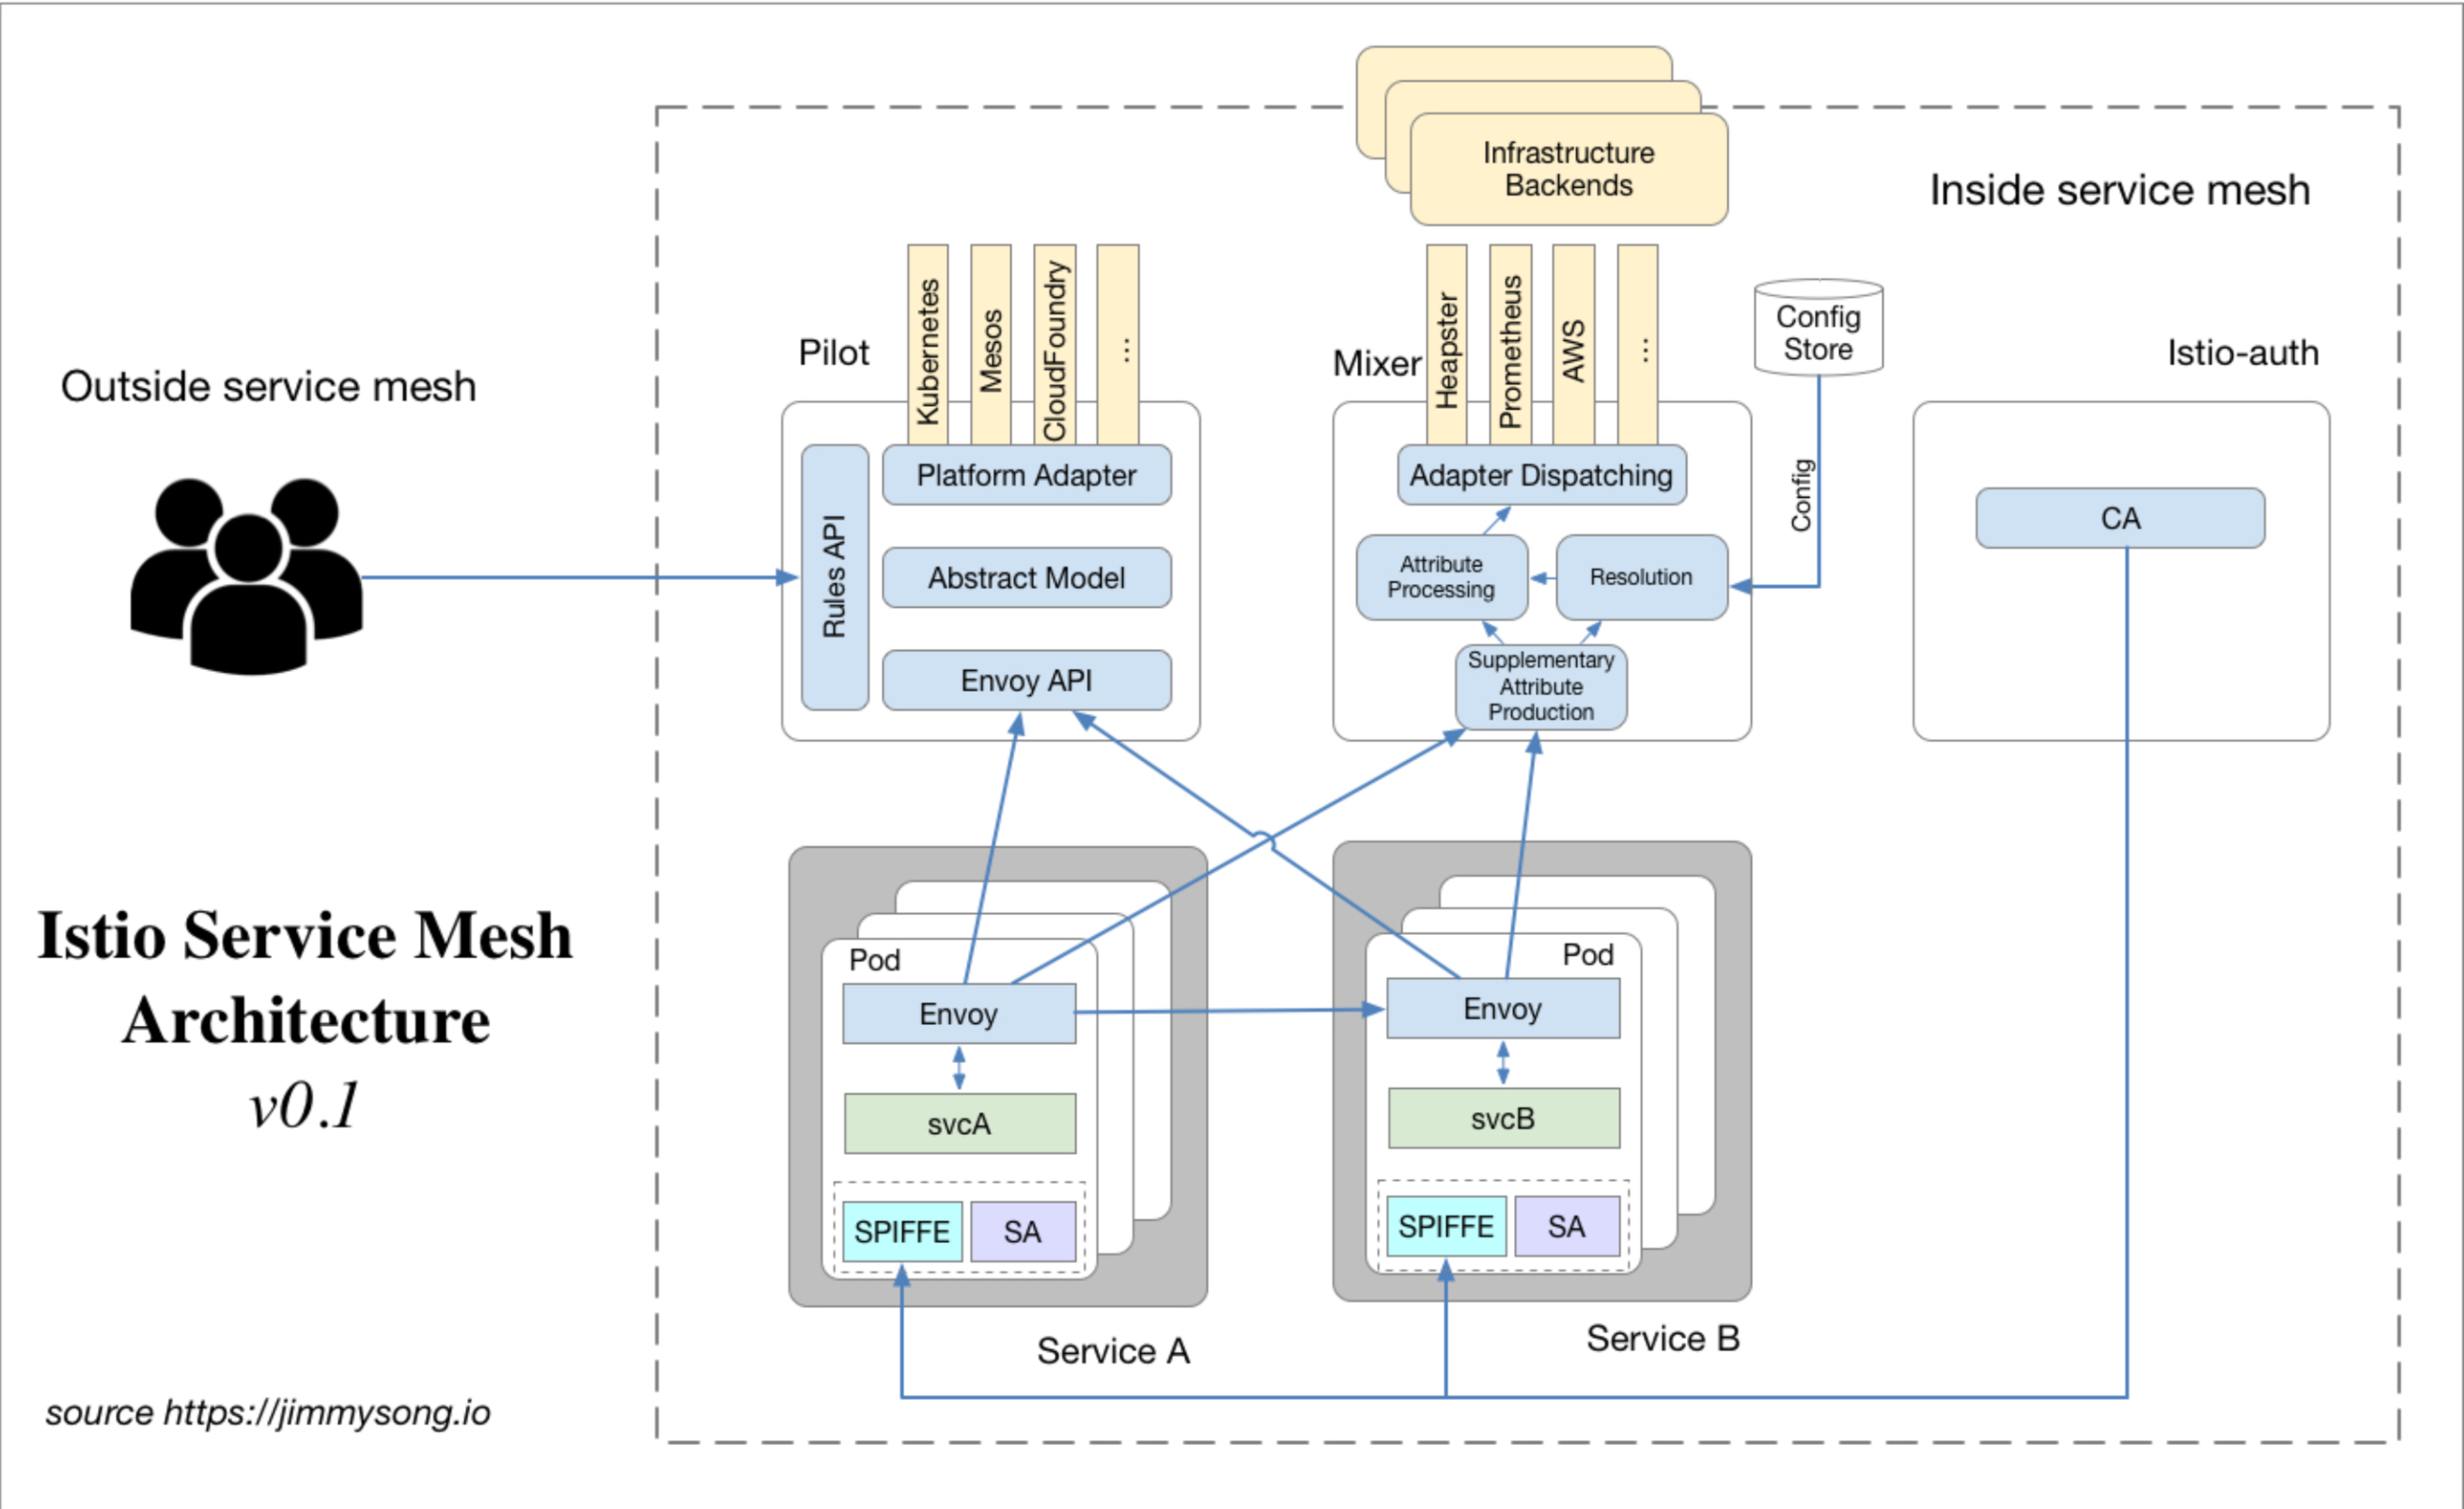 Infrastructure
Backends
Inside service mesh
Outside service mesh
Pilot
Kubernetes
Mesos
CloudFoundry
...
Mixer
Heapster
Prometheus
AWS
...
Config
Store
Config
Istio-auth
Rules API
Platform Adapter
Abstract Model
Envoy API
Adapter Dispatching
Attribute
Processing
Resolution
Supplementary
Attribute
Production
CA
Istio Service Mesh
Architecture
v0.1
Pod
Envoy
svcA
SPIFFE
SA
Service A
Pod
Envoy
svcB
SPIFFE
SA
Service B
source https://jimmysong.io